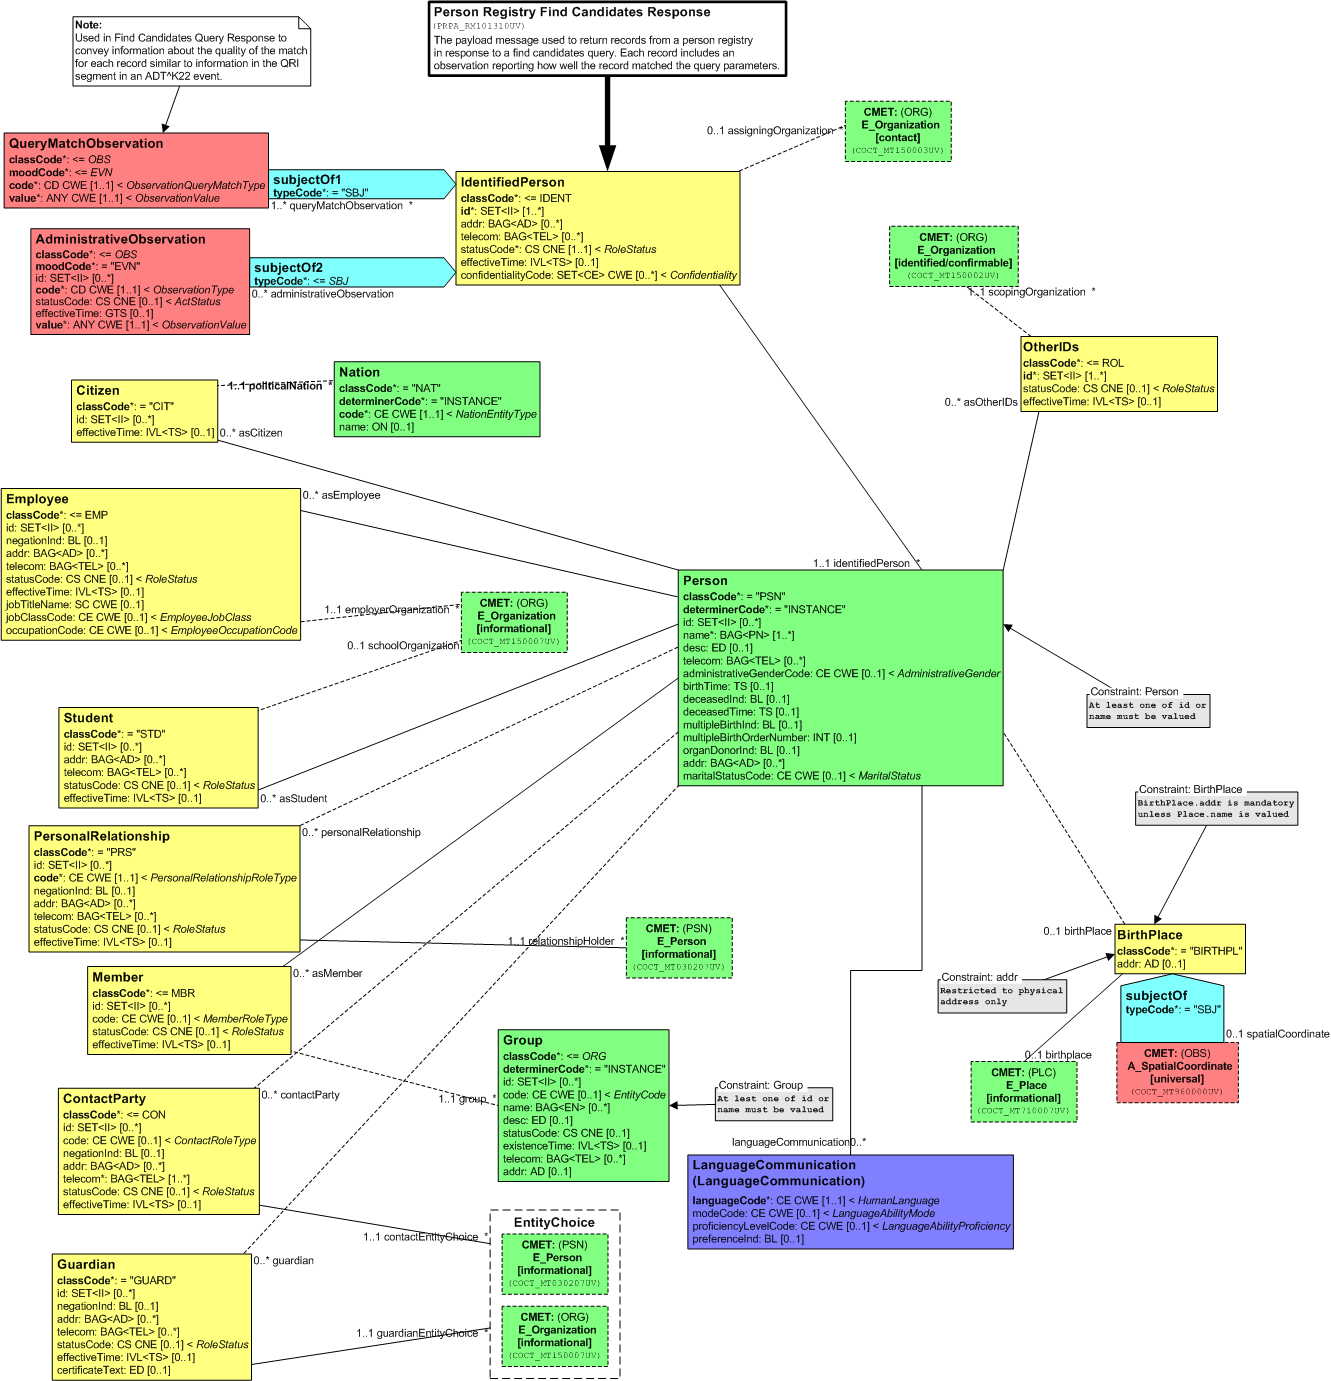 Person Registry Find Candidates Response
(PRPA_RM101310UV)
The payload message used to return records from a person registry
in response to a find candidates query. Each record includes an
observation reporting how well the record matched the query parameters.
Note:
Used in Find Candidates Query Response to
convey information about the quality of the match
for each record similar to information in the QRI
segment in an ADT^K22 event.
QueryMatchObservation
classCode*: <= OBS
moodCode*: <= EVN
code*: CD CWE [1..1] < ObservationQueryMatchType
value*: ANY CWE [1..1] < ObservationValue
subjectOf1
typeCode*: = "SBJ"
1..* queryMatchObservation *
AdministrativeObservation
classCode*: <= OBS
moodCode*: = "EVN"
id: SET<II> [0..*]
code*: CD CWE [1..1] < ObservationType
statusCode: CS CNE [0..1] < ActStatus
effectiveTime: GTS [0..1]
value*: ANY CWE [1..1] < ObservationValue
subjectOf2
typeCode*: <= SBJ
0..* administrativeObservation
IdentifiedPerson
classCode*: <= IDENT
id*: SET<II> [1..*]
addr: BAG<AD> [0..*]
telecom: BAG<TEL> [0..*]
statusCode*: CS CNE [1..1] < RoleStatus
effectiveTime: IVL<TS> [0..1]
confidentialityCode: SET<CE> CWE [0..*] < Confidentiality
0..1 assigningOrganization *
CMET: (ORG)
E_Organization
[contact]
(COCT_MT150003UV)
CMET: (ORG)
E_Organization
[identified/confirmable]
(COCT_MT150002UV)
1..1 scopingOrganization *
OtherIDs
classCode*: <= ROL
id*: SET<II> [1..*]
statusCode: CS CNE [0..1] < RoleStatus
effectiveTime: IVL<TS> [0..1]
0..* asOtherIDs
Citizen
classCode*: = "CIT"
id: SET<II> [0..*]
effectiveTime: IVL<TS> [0..1]
1..1 politicalNation *
0..* asCitizen
Nation
classCode*: = "NAT"
determinerCode*: = "INSTANCE"
code*: CE CWE [1..1] < NationEntityType
name: ON [0..1]
Employee
classCode*: <= EMP
id: SET<II> [0..*]
negationInd: BL [0..1]
addr: BAG<AD> [0..*]
telecom: BAG<TEL> [0..*]
statusCode: CS CNE [0..1] < RoleStatus
effectiveTime: IVL<TS> [0..1]
jobTitleName: SC CWE [0..1]
jobClassCode: CE CWE [0..1] < EmployeeJobClass
occupationCode: CE CWE [0..1] < EmployeeOccupationCode
0..* asEmployee
1..1 employerOrganization *
0..1 schoolOrganization
CMET: (ORG)
E_Organization
[informational]
(COCT_MT150007UV)
1..1 identifiedPerson *
Person
classCode*: = "PSN"
determinerCode*: = "INSTANCE"
id: SET<II> [0..*]
name*: BAG<PN> [1..*]
desc: ED [0..1]
telecom: BAG<TEL> [0..*]
administrativeGenderCode: CE CWE [0..1] < AdministrativeGender
birthTime: TS [0..1]
deceasedInd: BL [0..1]
deceasedTime: TS [0..1]
multipleBirthInd: BL [0..1]
multipleBirthOrderNumber: INT [0..1]
organDonorInd: BL [0..1]
addr: BAG<AD> [0..*]
maritalStatusCode: CE CWE [0..1] < MaritalStatus
Constraint: Person
At least one of id or
name must be valued
Student
classCode*: = "STD"
id: SET<II> [0..*]
addr: BAG<AD> [0..*]
telecom: BAG<TEL> [0..*]
statusCode: CS CNE [0..1] < RoleStatus
effectiveTime: IVL<TS> [0..1]
0..* asStudent
PersonalRelationship
classCode*: = "PRS"
id: SET<II> [0..*]
code*: CE CWE [1..1] < PersonalRelationshipRoleType
negationInd: BL [0..1]
addr: BAG<AD> [0..*]
telecom: BAG<TEL> [0..*]
statusCode: CS CNE [0..1] < RoleStatus
effectiveTime: IVL<TS> [0..1]
0..* personalRelationship
1..1 relationshipHolder *
CMET: (PSN)
E_Person
[informational]
(COCT_MT030207UV)
Constraint: BirthPlace
BirthPlace.addr is mandatory
unless Place.name is valued
0..1 birthPlace
BirthPlace
classCode*: = "BIRTHPL"
addr: AD [0..1]
Constraint: addr
Restricted to physical
address only
subjectOf
typeCode*: = "SBJ"
0..1 spatialCoordinate
0..1 birthplace
CMET: (PLC)
E_Place
[informational]
(COCT_MT710007UV)
CMET: (OBS)
A_SpatialCoordinate
[universal]
(COCT_MT960000UV)
Member
classCode*: <= MBR
id: SET<II> [0..*]
code: CE CWE [0..1] < MemberRoleType
statusCode: CS CNE [0..1] < RoleStatus
effectiveTime: IVL<TS> [0..1]
0..* asMember
1..1 group *
Group
classCode*: <= ORG
determinerCode*: = "INSTANCE"
id: SET<II> [0..*]
code: CE CWE [0..1] < EntityCode
name: BAG<EN> [0..*]
desc: ED [0..1]
statusCode: CS CNE [0..1]
existenceTime: IVL<TS> [0..1]
telecom: BAG<TEL> [0..*]
addr: AD [0..1]
Constraint: Group
At least one of id or
name must be valued
ContactParty
classCode*: <= CON
id: SET<II> [0..*]
code: CE CWE [0..1] < ContactRoleType
negationInd: BL [0..1]
addr: BAG<AD> [0..*]
telecom*: BAG<TEL> [1..*]
statusCode: CS CNE [0..1] < RoleStatus
effectiveTime: IVL<TS> [0..1]
0..* contactParty
1..1 contactEntityChoice *
languageCommunication0..*
LanguageCommunication
(LanguageCommunication)
languageCode*: CE CWE [1..1] < HumanLanguage
modeCode: CE CWE [0..1] < LanguageAbilityMode
proficiencyLevelCode: CE CWE [0..1] < LanguageAbilityProficiency
preferenceInd: BL [0..1]
Guardian
classCode*: = "GUARD"
id: SET<II> [0..*]
negationInd: BL [0..1]
addr: BAG<AD> [0..*]
telecom: BAG<TEL> [0..*]
statusCode: CS CNE [0..1] < RoleStatus
effectiveTime: IVL<TS> [0..1]
certificateText: ED [0..1]
0..* guardian
1..1 guardianEntityChoice *
EntityChoice
CMET: (PSN)
E_Person
[informational]
(COCT_MT030207UV)
CMET: (ORG)
E_Organization
[informational]
(COCT_MT150007UV)